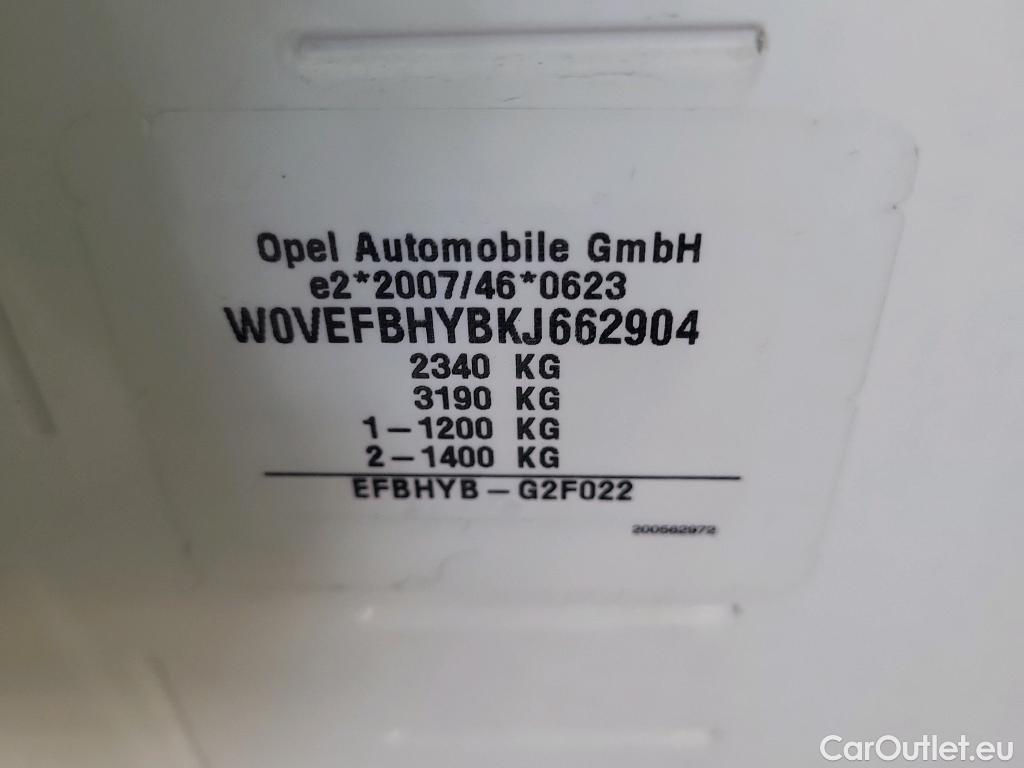 Opel Automobile GmbH
e2*2007/46*0623
W0VEFBHYBKJ662904
2340 KG
3190 KG
1-1200 KG
2-1400 KG
EFBHYB-G2F022
200562972
CarOutlet.eu